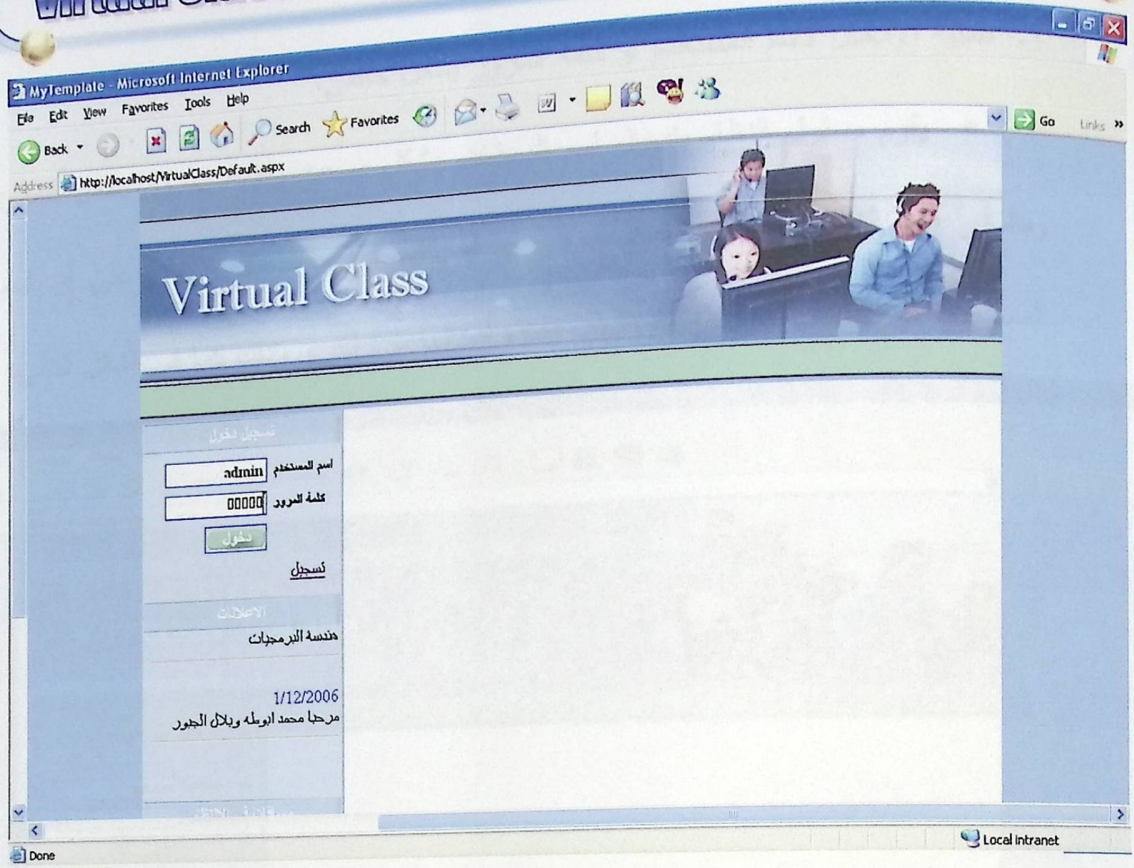 MyTemplate - Microsoft Internet Explorer
File Edit View Favorites Tools Help
Back Search Favorites
Address http://localhost/VirtualClass/Default.aspx Go Links »
Virtual Class
تسجيل دخول
اسم المستخدم admin
كلمة المرور 00000
دخول
تسجيل
الاعلانات
هندسة البرمجيات
1/12/2006
مرحبا محمد ابوطه وبلال الجبور
Done Local intranet